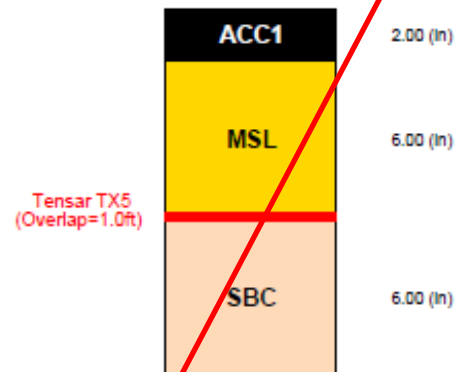 ACC1 2.00 (in)
MSL 6.00 (in)
Tensar TX5
(Overlap=1.0ft)
SBC 6.00 (in)